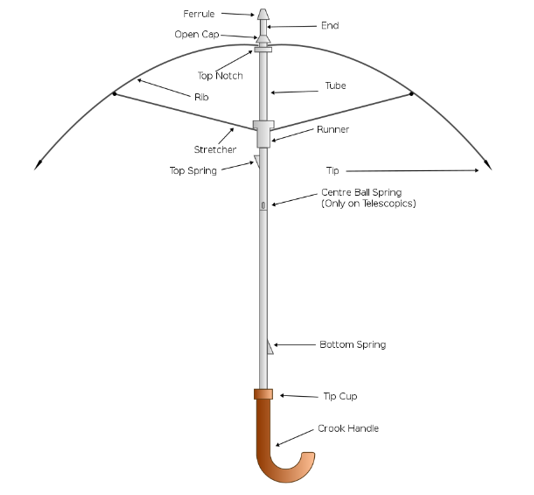 Ferrule
End
Open Cap
Top Notch
Tube
Rib
Runner
Stretcher
Top Spring
Tip
Centre Ball Spring
(Only on Telescopics)
Bottom Spring
Tip Cup
Crook Handle